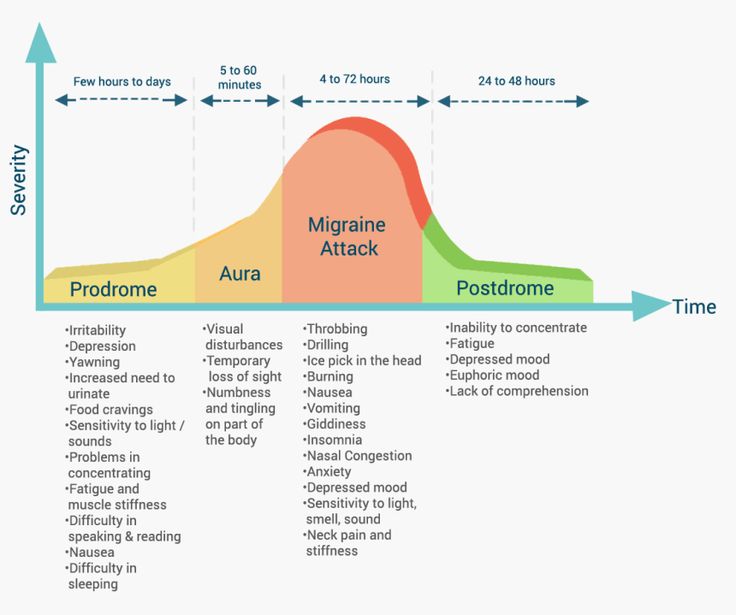 Few hours to days
5 to 60
minutes
4 to 72 hours
24 to 48 hours
Severity
Migraine
Attack
Aura
Prodrome
Postdrome
Time
•Irritability
•Depression
•Yawning
•Increased need to
urinate
•Food cravings
•Sensitivity to light /
sounds
•Problems in
concentrating
•Fatigue and
muscle stiffness
•Difficulty in
speaking & reading
•Nausea
•Difficulty in
sleeping
•Visual
disturbances
•Temporary
loss of sight
•Numbness
and tingling
on part of
the body
•Throbbing
•Drilling
•Ice pick in the head
•Burning
•Nausea
•Vomiting
•Giddiness
•Insomnia
•Nasal Congestion
•Anxiety
•Depressed mood
•Sensitivity to light,
smell, sound
•Neck pain and
stiffness
•Inability to concentrate
•Fatigue
•Depressed mood
•Euphoric mood
•Lack of comprehension